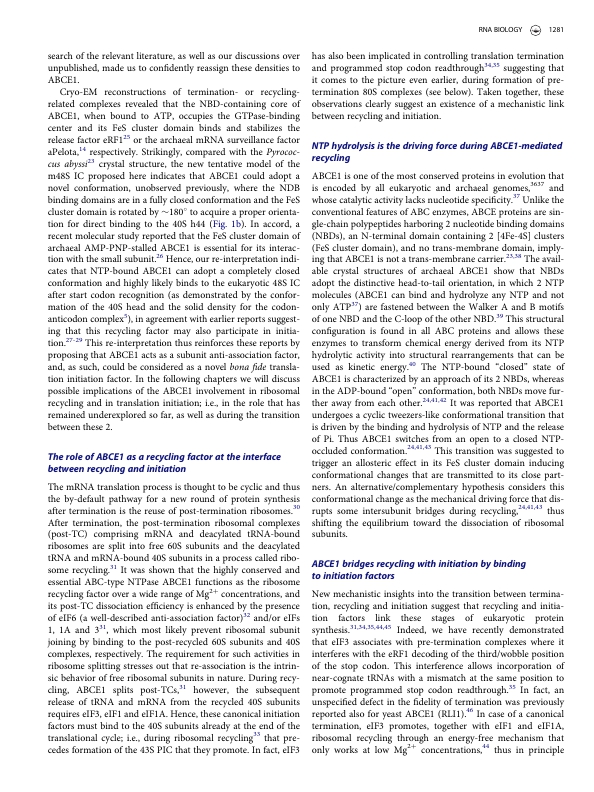 RNA BIOLOGY 1281
search of the relevant literature, as well as our discussions over
unpublished, made us to confidently reassign these densities to
ABCE1.
Cryo-EM reconstructions of termination- or recycling-
related complexes revealed that the NBD-containing core of
ABCE1, when bound to ATP, occupies the GTPase-binding
center and its FeS cluster domain binds and stabilizes the
release factor eRF1²⁵ or the archaeal mRNA surveillance factor
aPelota,¹⁴ respectively. Strikingly, compared with the Pyrococ-
cus abyssi²³ crystal structure, the new tentative model of the
m48S IC proposed here indicates that ABCE1 could adopt a
novel conformation, unobserved previously, where the NDB
binding domains are in a fully closed conformation and the FeS
cluster domain is rotated by ∼180° to acquire a proper orienta-
tion for direct binding to the 40S h44 (Fig. 1b). In accord, a
recent molecular study reported that the FeS cluster domain of
archaeal AMP-PNP-stalled ABCE1 is essential for its interac-
tion with the small subunit.²⁶ Hence, our re-interpretation indi-
cates that NTP-bound ABCE1 can adopt a completely closed
conformation and highly likely binds to the eukaryotic 48S IC
after start codon recognition (as demonstrated by the confor-
mation of the 40S head and the solid density for the codon-
anticodon complex⁵), in agreement with earlier reports suggest-
ing that this recycling factor may also participate in initia-
tion.²⁷⁻²⁹ This re-interpretation thus reinforces these reports by
proposing that ABCE1 acts as a subunit anti-association factor,
and, as such, could be considered as a novel bona fide transla-
tion initiation factor. In the following chapters we will discuss
possible implications of the ABCE1 involvement in ribosomal
recycling and in translation initiation; i.e., in the role that has
remained underexplored so far, as well as during the transition
between these 2.
The role of ABCE1 as a recycling factor at the interface
between recycling and initiation
The mRNA translation process is thought to be cyclic and thus
the by-default pathway for a new round of protein synthesis
after termination is the reuse of post-termination ribosomes.³⁰
After termination, the post-termination ribosomal complexes
(post-TC) comprising mRNA and deacylated tRNA-bound
ribosomes are split into free 60S subunits and the deacylated
tRNA and mRNA-bound 40S subunits in a process called ribo-
some recycling.³¹ It was shown that the highly conserved and
essential ABC-type NTPase ABCE1 functions as the ribosome
recycling factor over a wide range of Mg²⁺ concentrations, and
its post-TC dissociation efficiency is enhanced by the presence
of eIF6 (a well-described anti-association factor)³² and/or eIFs
1, 1A and 3³¹, which most likely prevent ribosomal subunit
joining by binding to the post-recycled 60S subunits and 40S
complexes, respectively. The requirement for such activities in
ribosome splitting stresses out that re-association is the intrin-
sic behavior of free ribosomal subunits in nature. During recy-
cling, ABCE1 splits post-TCs,³¹ however, the subsequent
release of tRNA and mRNA from the recycled 40S subunits
requires eIF3, eIF1 and eIF1A. Hence, these canonical initiation
factors must bind to the 40S subunits already at the end of the
translational cycle; i.e., during ribosomal recycling³³ that pre-
cedes formation of the 43S PIC that they promote. In fact, eIF3
has also been implicated in controlling translation termination
and programmed stop codon readthrough³⁴,³⁵ suggesting that
it comes to the picture even earlier, during formation of pre-
termination 80S complexes (see below). Taken together, these
observations clearly suggest an existence of a mechanistic link
between recycling and initiation.
NTP hydrolysis is the driving force during ABCE1-mediated
recycling
ABCE1 is one of the most conserved proteins in evolution that
is encoded by all eukaryotic and archaeal genomes,³⁶³⁷ and
whose catalytic activity lacks nucleotide specificity.³⁷ Unlike the
conventional features of ABC enzymes, ABCE proteins are sin-
gle-chain polypeptides harboring 2 nucleotide binding domains
(NBDs), an N-terminal domain containing 2 [4Fe-4S] clusters
(FeS cluster domain), and no trans-membrane domain, imply-
ing that ABCE1 is not a trans-membrane carrier.²³,³⁸ The avail-
able crystal structures of archaeal ABCE1 show that NBDs
adopt the distinctive head-to-tail orientation, in which 2 NTP
molecules (ABCE1 can bind and hydrolyze any NTP and not
only ATP³⁷) are fastened between the Walker A and B motifs
of one NBD and the C-loop of the other NBD.³⁹ This structural
configuration is found in all ABC proteins and allows these
enzymes to transform chemical energy derived from its NTP
hydrolytic activity into structural rearrangements that can be
used as kinetic energy.⁴⁰ The NTP-bound “closed” state of
ABCE1 is characterized by an approach of its 2 NBDs, whereas
in the ADP-bound “open” conformation, both NBDs move fur-
ther away from each other.²⁴,⁴¹,⁴² It was reported that ABCE1
undergoes a cyclic tweezers-like conformational transition that
is driven by the binding and hydrolysis of NTP and the release
of Pi. Thus ABCE1 switches from an open to a closed NTP-
occluded conformation.²⁴,⁴¹,⁴³ This transition was suggested to
trigger an allosteric effect in its FeS cluster domain inducing
conformational changes that are transmitted to its close part-
ners. An alternative/complementary hypothesis considers this
conformational change as the mechanical driving force that dis-
rupts some intersubunit bridges during recycling,²⁴,⁴¹,⁴³ thus
shifting the equilibrium toward the dissociation of ribosomal
subunits.
ABCE1 bridges recycling with initiation by binding
to initiation factors
New mechanistic insights into the transition between termina-
tion, recycling and initiation suggest that recycling and initia-
tion factors link these stages of eukaryotic protein
synthesis.³¹,³⁴,³⁵,⁴⁴,⁴⁵ Indeed, we have recently demonstrated
that eIF3 associates with pre-termination complexes where it
interferes with the eRF1 decoding of the third/wobble position
of the stop codon. This interference allows incorporation of
near-cognate tRNAs with a mismatch at the same position to
promote programmed stop codon readthrough.³⁵ In fact, an
unspecified defect in the fidelity of termination was previously
reported also for yeast ABCE1 (RLI1).⁴⁶ In case of a canonical
termination, eIF3 promotes, together with eIF1 and eIF1A,
ribosomal recycling through an energy-free mechanism that
only works at low Mg²⁺ concentrations,⁴⁴ thus in principle